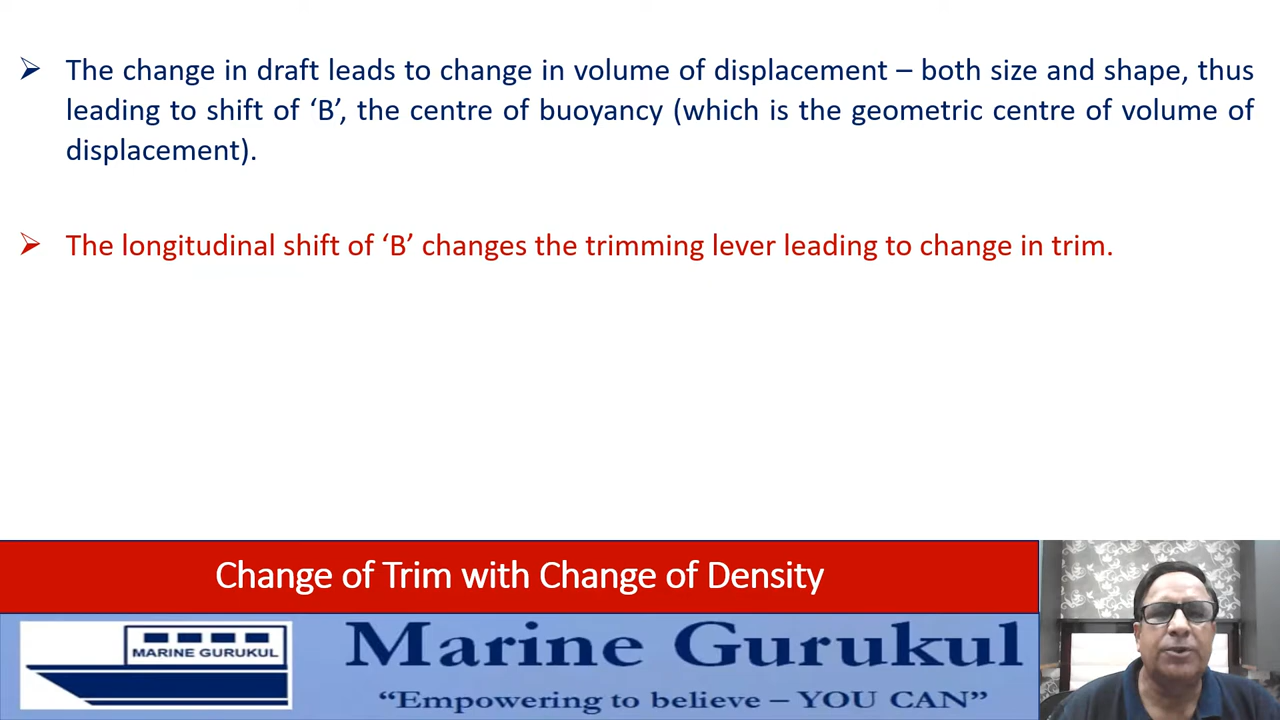 ➢ The change in draft leads to change in volume of displacement – both size and shape, thus
leading to shift of ‘B’, the centre of buoyancy (which is the geometric centre of volume of
displacement).
➢ The longitudinal shift of ‘B’ changes the trimming lever leading to change in trim.
Change of Trim with Change of Density
MARINE GURUKUL
Marine Gurukul
“Empowering to believe – YOU CAN”